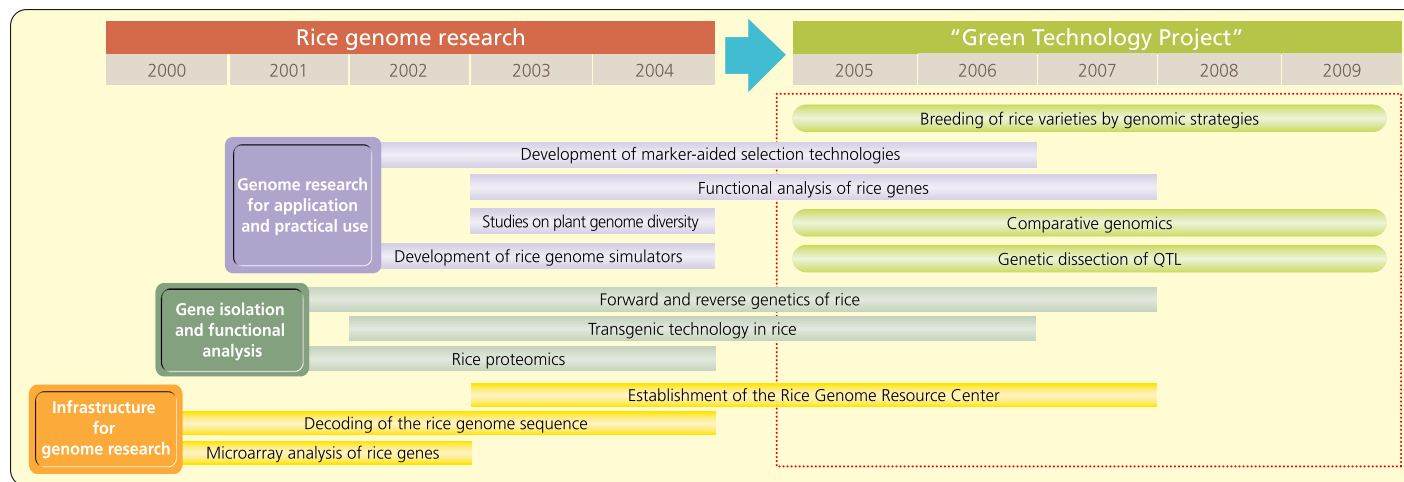 Rice genome research
“Green Technology Project”
2000
2001
2002
2003
2004
2005
2006
2007
2008
2009
Breeding of rice varieties by genomic strategies
Genome research
for application
and practical use
Development of marker-aided selection technologies
Functional analysis of rice genes
Studies on plant genome diversity
Comparative genomics
Development of rice genome simulators
Genetic dissection of QTL
Gene isolation
and functional
analysis
Forward and reverse genetics of rice
Transgenic technology in rice
Rice proteomics
Infrastructure
for
genome research
Establishment of the Rice Genome Resource Center
Decoding of the rice genome sequence
Microarray analysis of rice genes